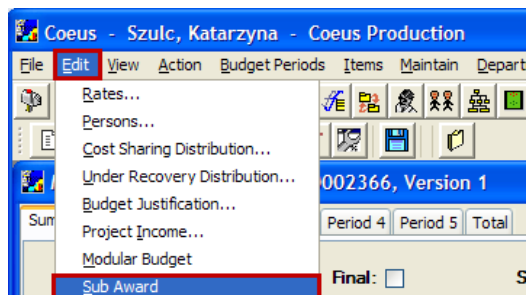 Coeus - Szulc, Katarzyna - Coeus Production
File Edit View Action Budget Periods Items Maintain Depart
Rates...
Persons...
Cost Sharing Distribution...
Under Recovery Distribution...
002366, Version 1
Budget Justification...
Sum
Period 4 Period 5 Total
Project Income...
Modular Budget
Sub Award
Final:
S